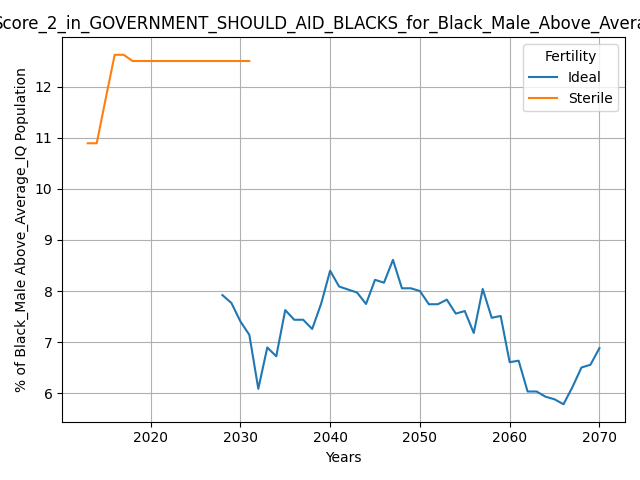 Score_2_in_GOVERNMENT_SHOULD_AID_BLACKS_for_Black_Male_Above_Avera
Fertility
Ideal
Sterile
% of Black_Male Above_Average_IQ Population
12
11
10
9
8
7
6
2020 2030 2040 2050 2060 2070
Years